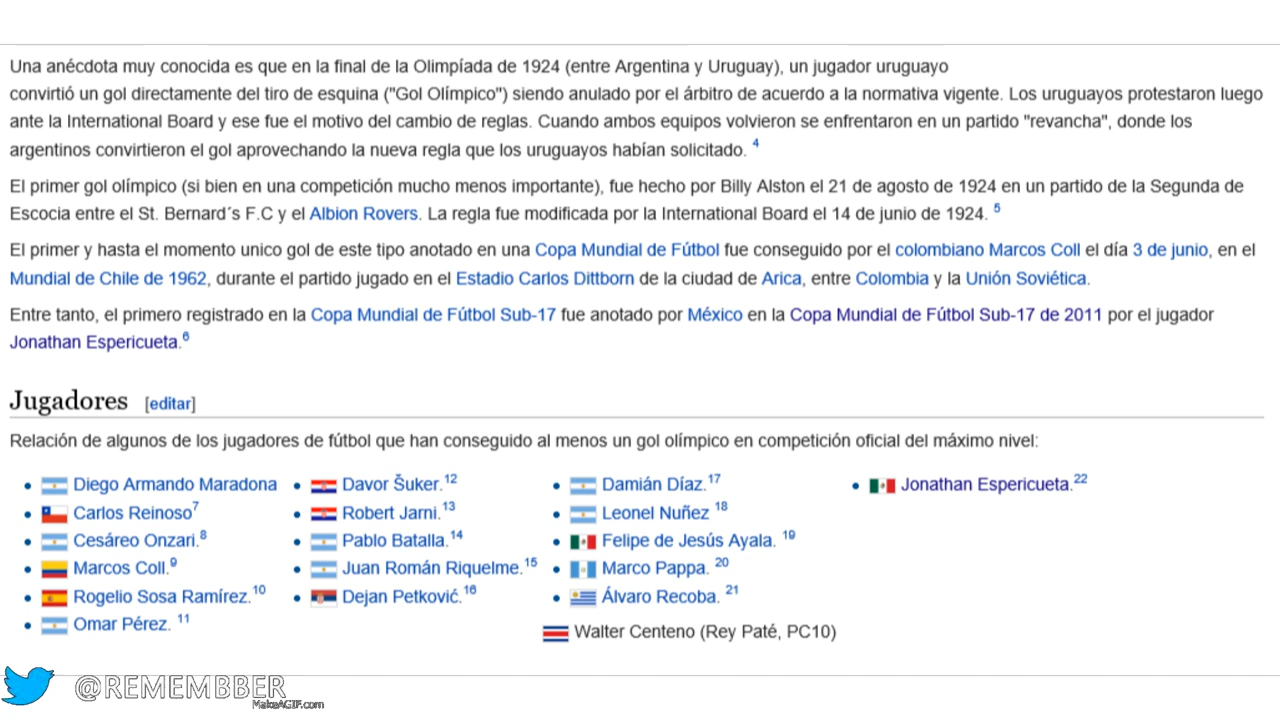 Una anécdota muy conocida es que en la final de la Olimpíada de 1924 (entre Argentina y Uruguay), un jugador uruguayo
convirtió un gol directamente del tiro de esquina ("Gol Olímpico") siendo anulado por el árbitro de acuerdo a la normativa vigente. Los uruguayos protestaron luego
ante la International Board y ese fue el motivo del cambio de reglas. Cuando ambos equipos volvieron se enfrentaron en un partido "revancha", donde los
argentinos convirtieron el gol aprovechando la nueva regla que los uruguayos habían solicitado. 4
El primer gol olímpico (si bien en una competición mucho menos importante), fue hecho por Billy Alston el 21 de agosto de 1924 en un partido de la Segunda de
Escocia entre el St. Bernard´s F.C y el Albion Rovers. La regla fue modificada por la International Board el 14 de junio de 1924. 5
El primer y hasta el momento unico gol de este tipo anotado en una Copa Mundial de Fútbol fue conseguido por el colombiano Marcos Coll el día 3 de junio, en el
Mundial de Chile de 1962, durante el partido jugado en el Estadio Carlos Dittborn de la ciudad de Arica, entre Colombia y la Unión Soviética.
Entre tanto, el primero registrado en la Copa Mundial de Fútbol Sub-17 fue anotado por México en la Copa Mundial de Fútbol Sub-17 de 2011 por el jugador
Jonathan Espericueta.6
Jugadores [editar]
Relación de algunos de los jugadores de fútbol que han conseguido al menos un gol olímpico en competición oficial del máximo nivel:
Diego Armando Maradona
Carlos Reinoso7
Cesáreo Onzari.8
Marcos Coll.9
Rogelio Sosa Ramírez.10
Omar Pérez. 11
Davor Šuker.12
Robert Jarni.13
Pablo Batalla.14
Juan Román Riquelme.15
Dejan Petković.16
Damián Díaz.17
Leonel Nuñez 18
Felipe de Jesús Ayala. 19
Marco Pappa. 20
Álvaro Recoba. 21
Walter Centeno (Rey Paté, PC10)
Jonathan Espericueta.22
@REMEMBBER
MakeAGIF.com